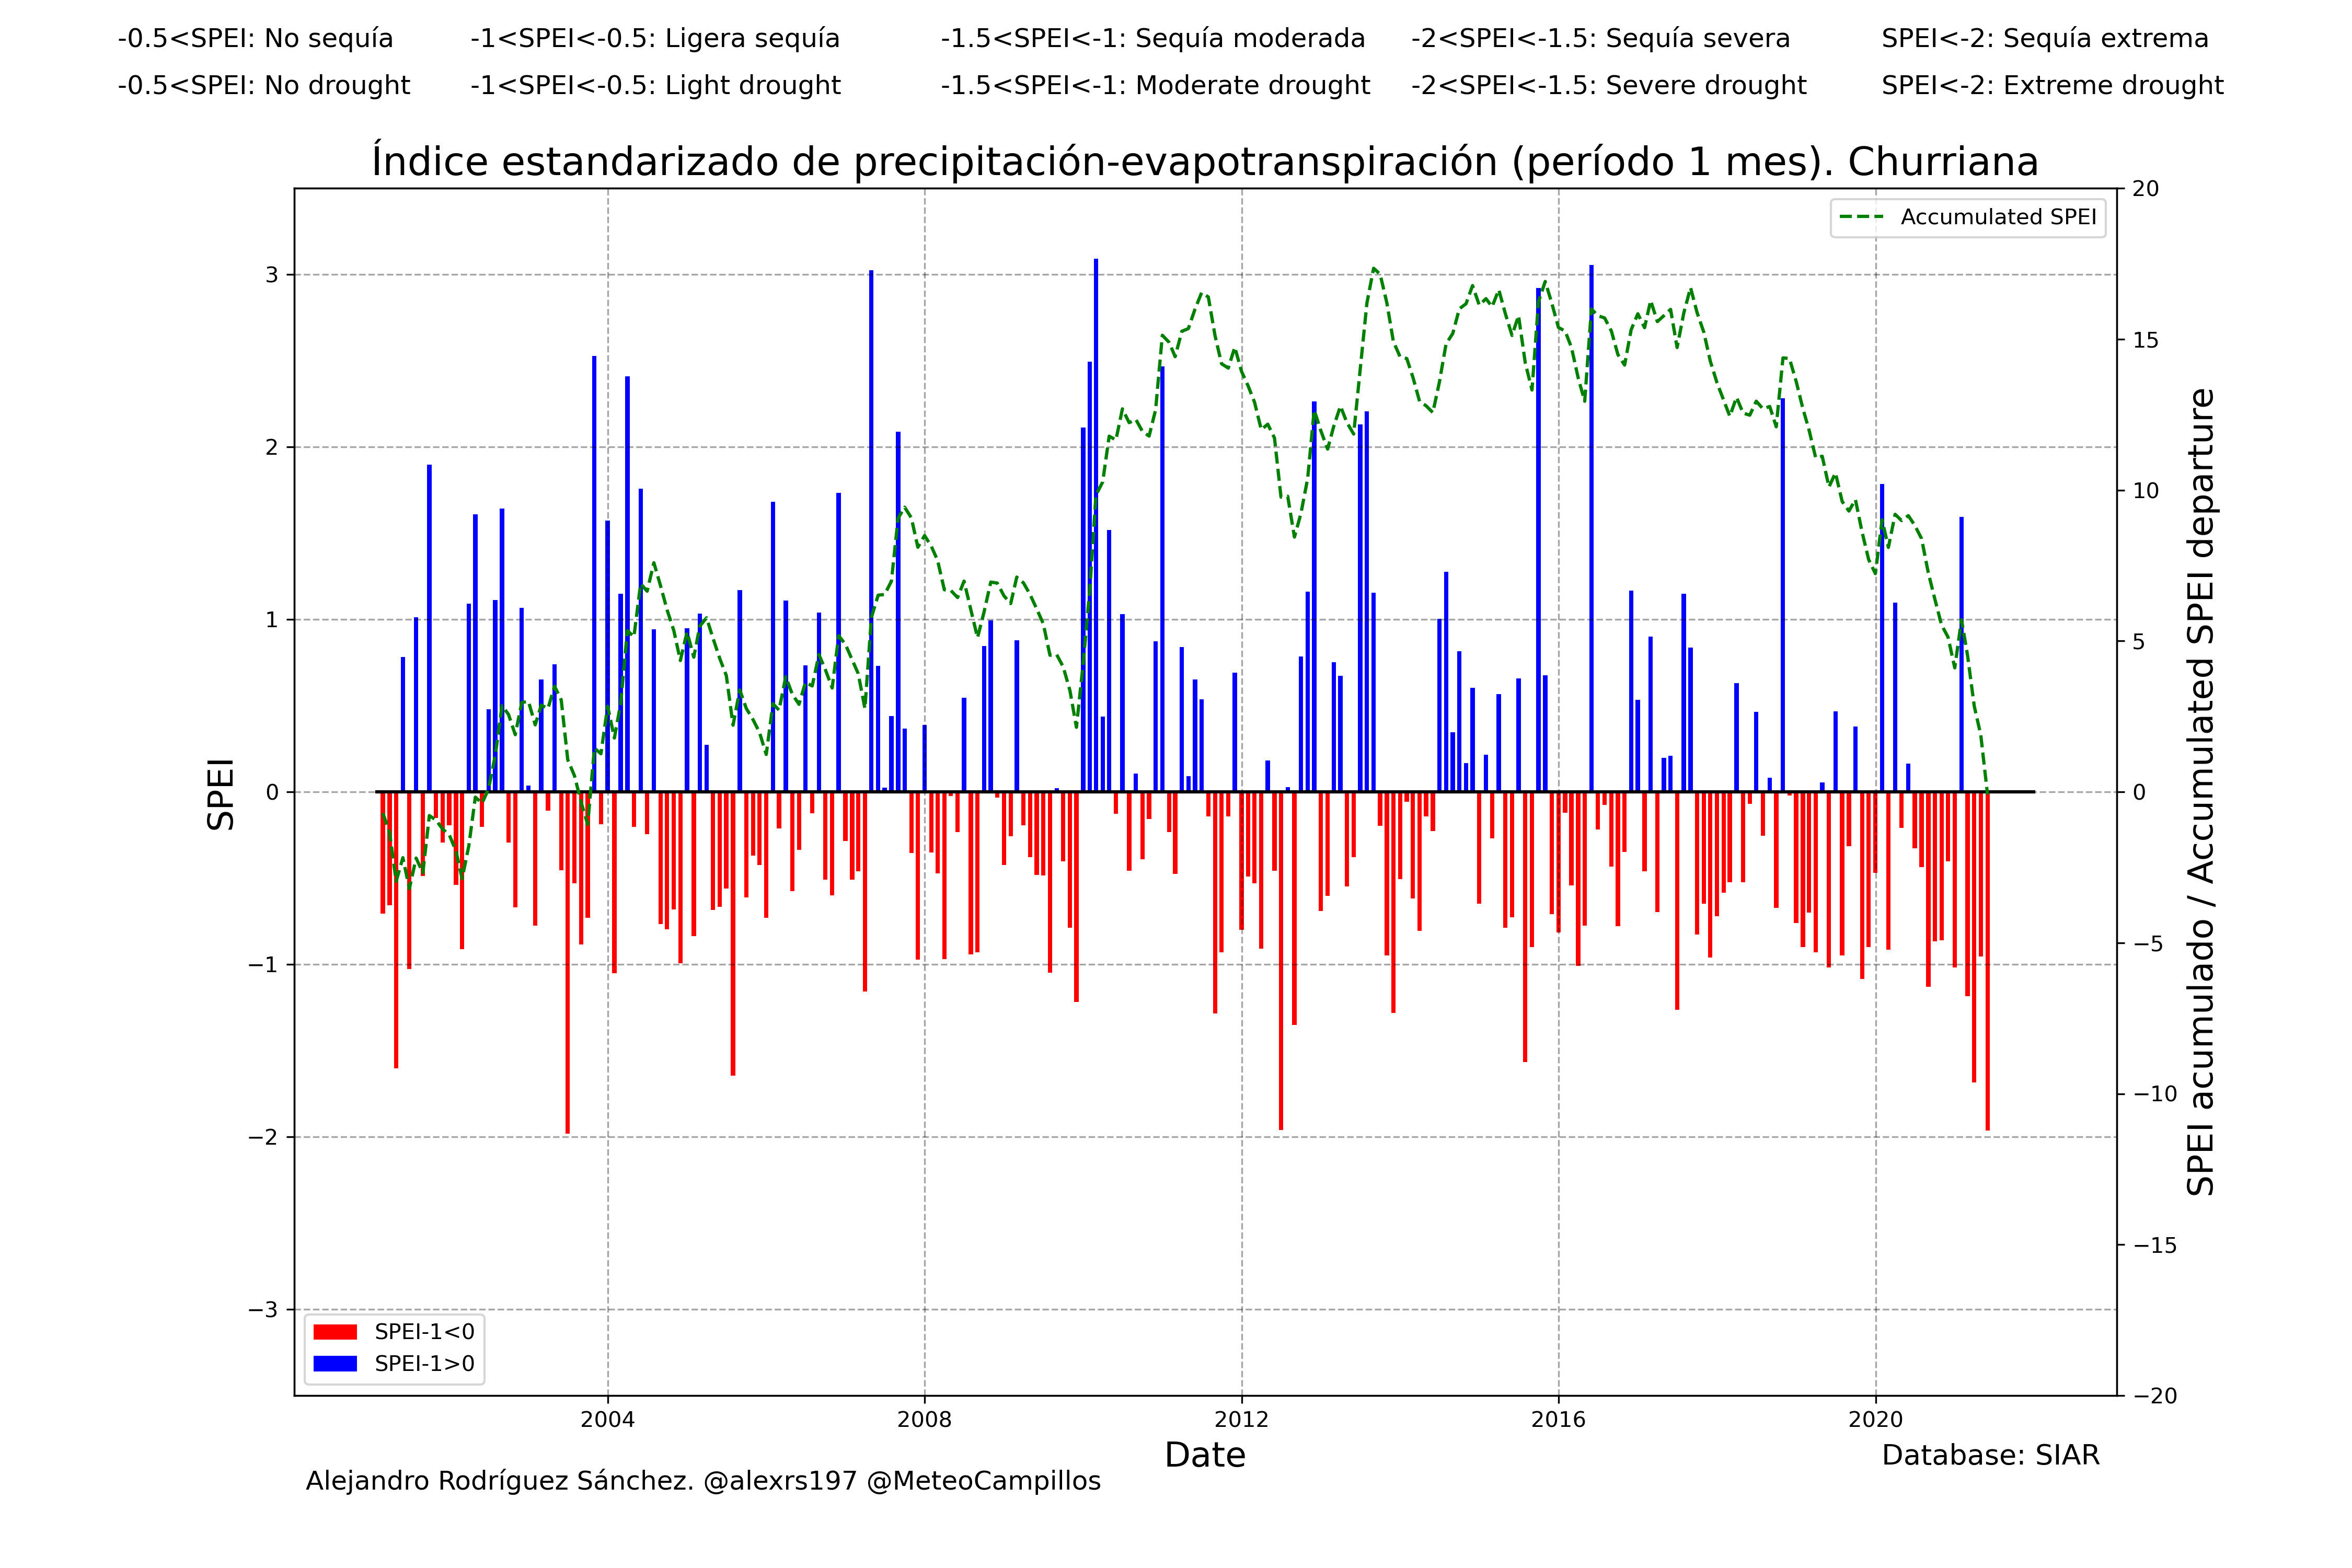 -0.5<SPEI: No sequía -1<SPEI<-0.5: Ligera sequía -1.5<SPEI<-1: Sequía moderada -2<SPEI<-1.5: Sequía severa SPEI<-2: Sequía extrema
-0.5<SPEI: No drought -1<SPEI<-0.5: Light drought -1.5<SPEI<-1: Moderate drought -2<SPEI<-1.5: Severe drought SPEI<-2: Extreme drought
Índice estandarizado de precipitación-evapotranspiración (período 1 mes). Churriana
Accumulated SPEI
SPEI
3
2
1
0
−1
−2
−3
20
15
10
5
0
−5
−10
−15
−20
SPEI acumulado / Accumulated SPEI departure
SPEI-1<0
SPEI-1>0
2004 2008 2012 2016 2020
Date
Database: SIAR
Alejandro Rodríguez Sánchez. @alexrs197 @MeteoCampillos